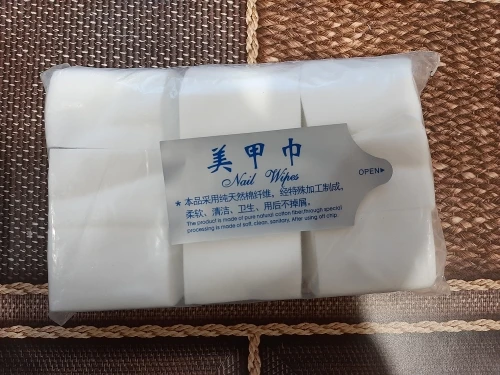 美甲巾
Nail Wipes
OPEN▶
★本品采用纯天然棉纤维，经特殊加工制成，
柔软、清洁、卫生、用后不掉屑。
The product is made of pure natural cotton fiber,through special
processing is made of soft, clean, sanitary. After using off chip.